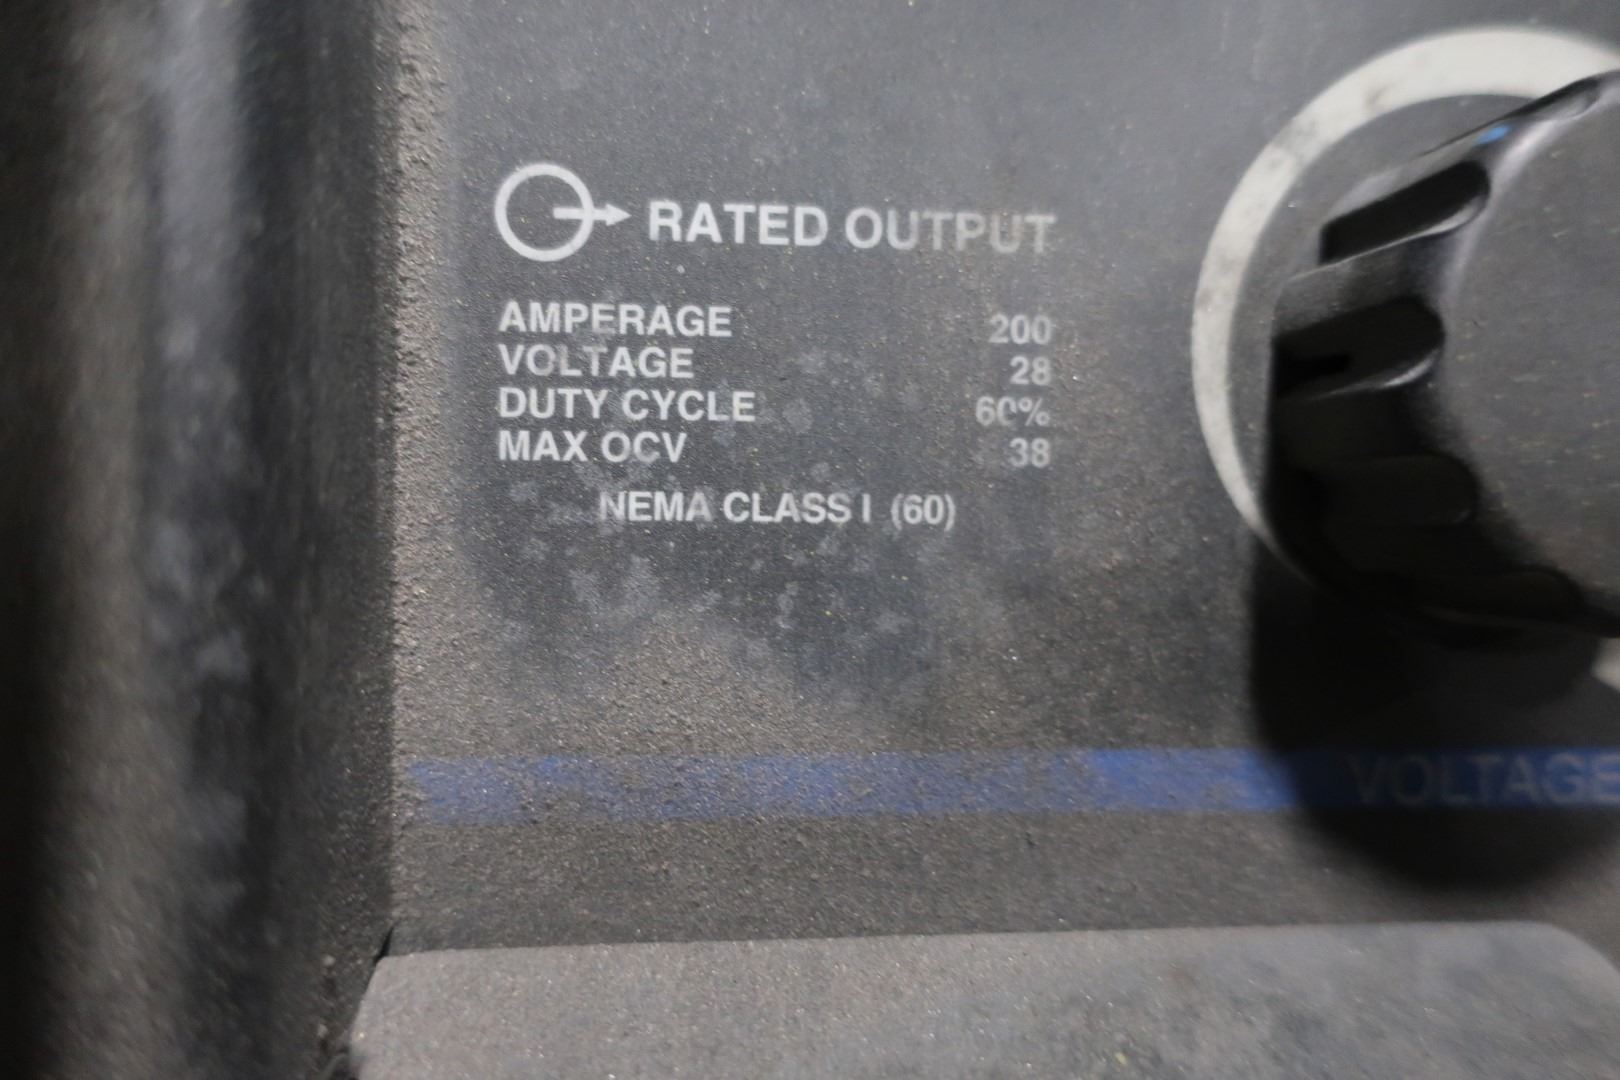 RATED OUTPUT
AMPERAGE 200
VOLTAGE 28
DUTY CYCLE 60%
MAX OCV 38
NEMA CLASS I (60)
VOLTAGE